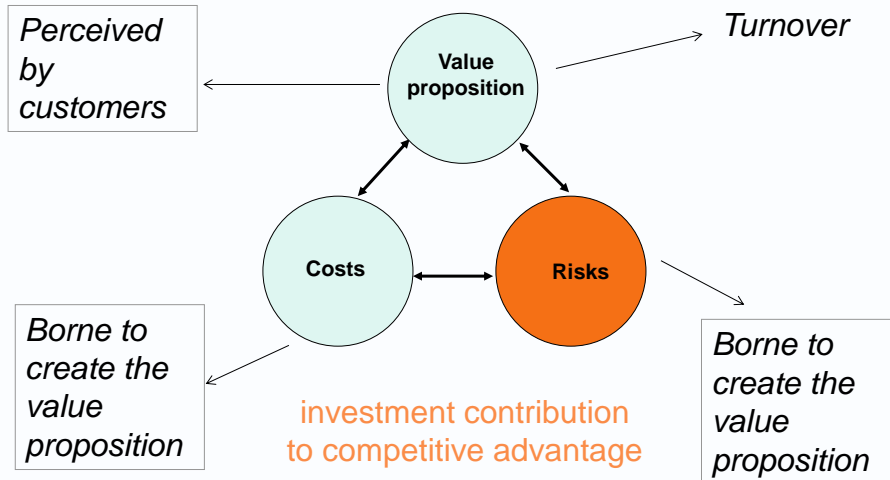 Perceived
by
customers
Value
proposition
Turnover
Costs
Risks
Borne to
create the
value
proposition
investment contribution
to competitive advantage
Borne to
create the
value
proposition